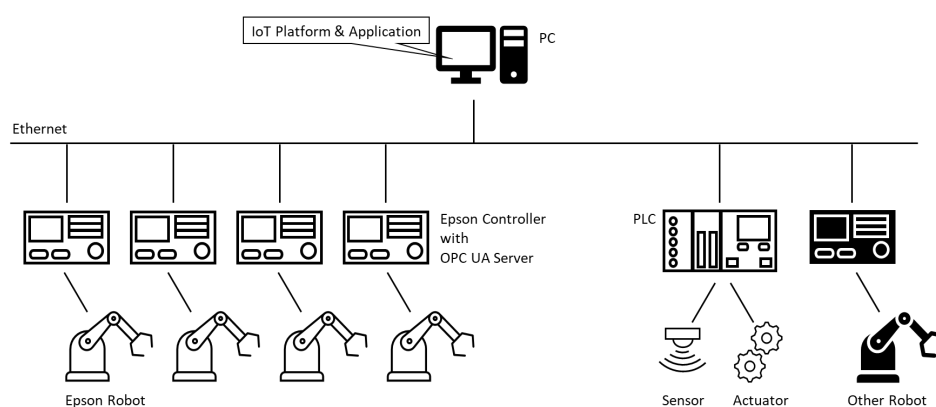 IoT Platform & Application
PC
Ethernet
Epson Controller
with
OPC UA Server
PLC
Epson Robot
Sensor
Actuator
Other Robot